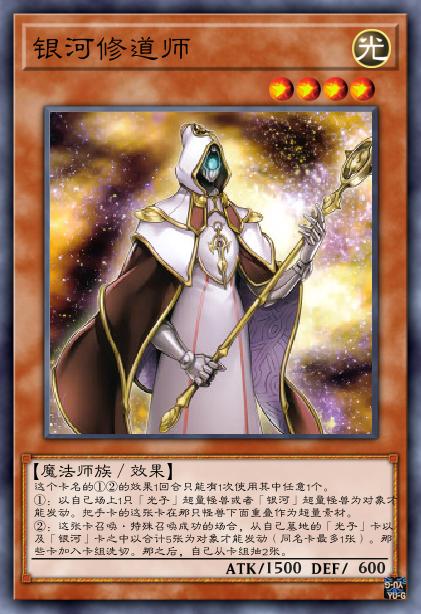 银河修道师
光
【魔法师族／效果】
这个卡名的①②的效果1回合只能有1次使用其中任意1个。
①：以自己场上1只「光子」超量怪兽或者「银河」超量怪兽为对象才
能发动。把手卡的这张卡在那只怪兽下面重叠作为超量素材。
②：这张卡召唤·特殊召唤成功的场合，从自己墓地的「光子」卡以
及「银河」卡之中以合计5张为对象才能发动（同名卡最多1张）。那
些卡加入卡组洗切。那之后，自己从卡组抽2张。
ATK/1500 DEF/ 600